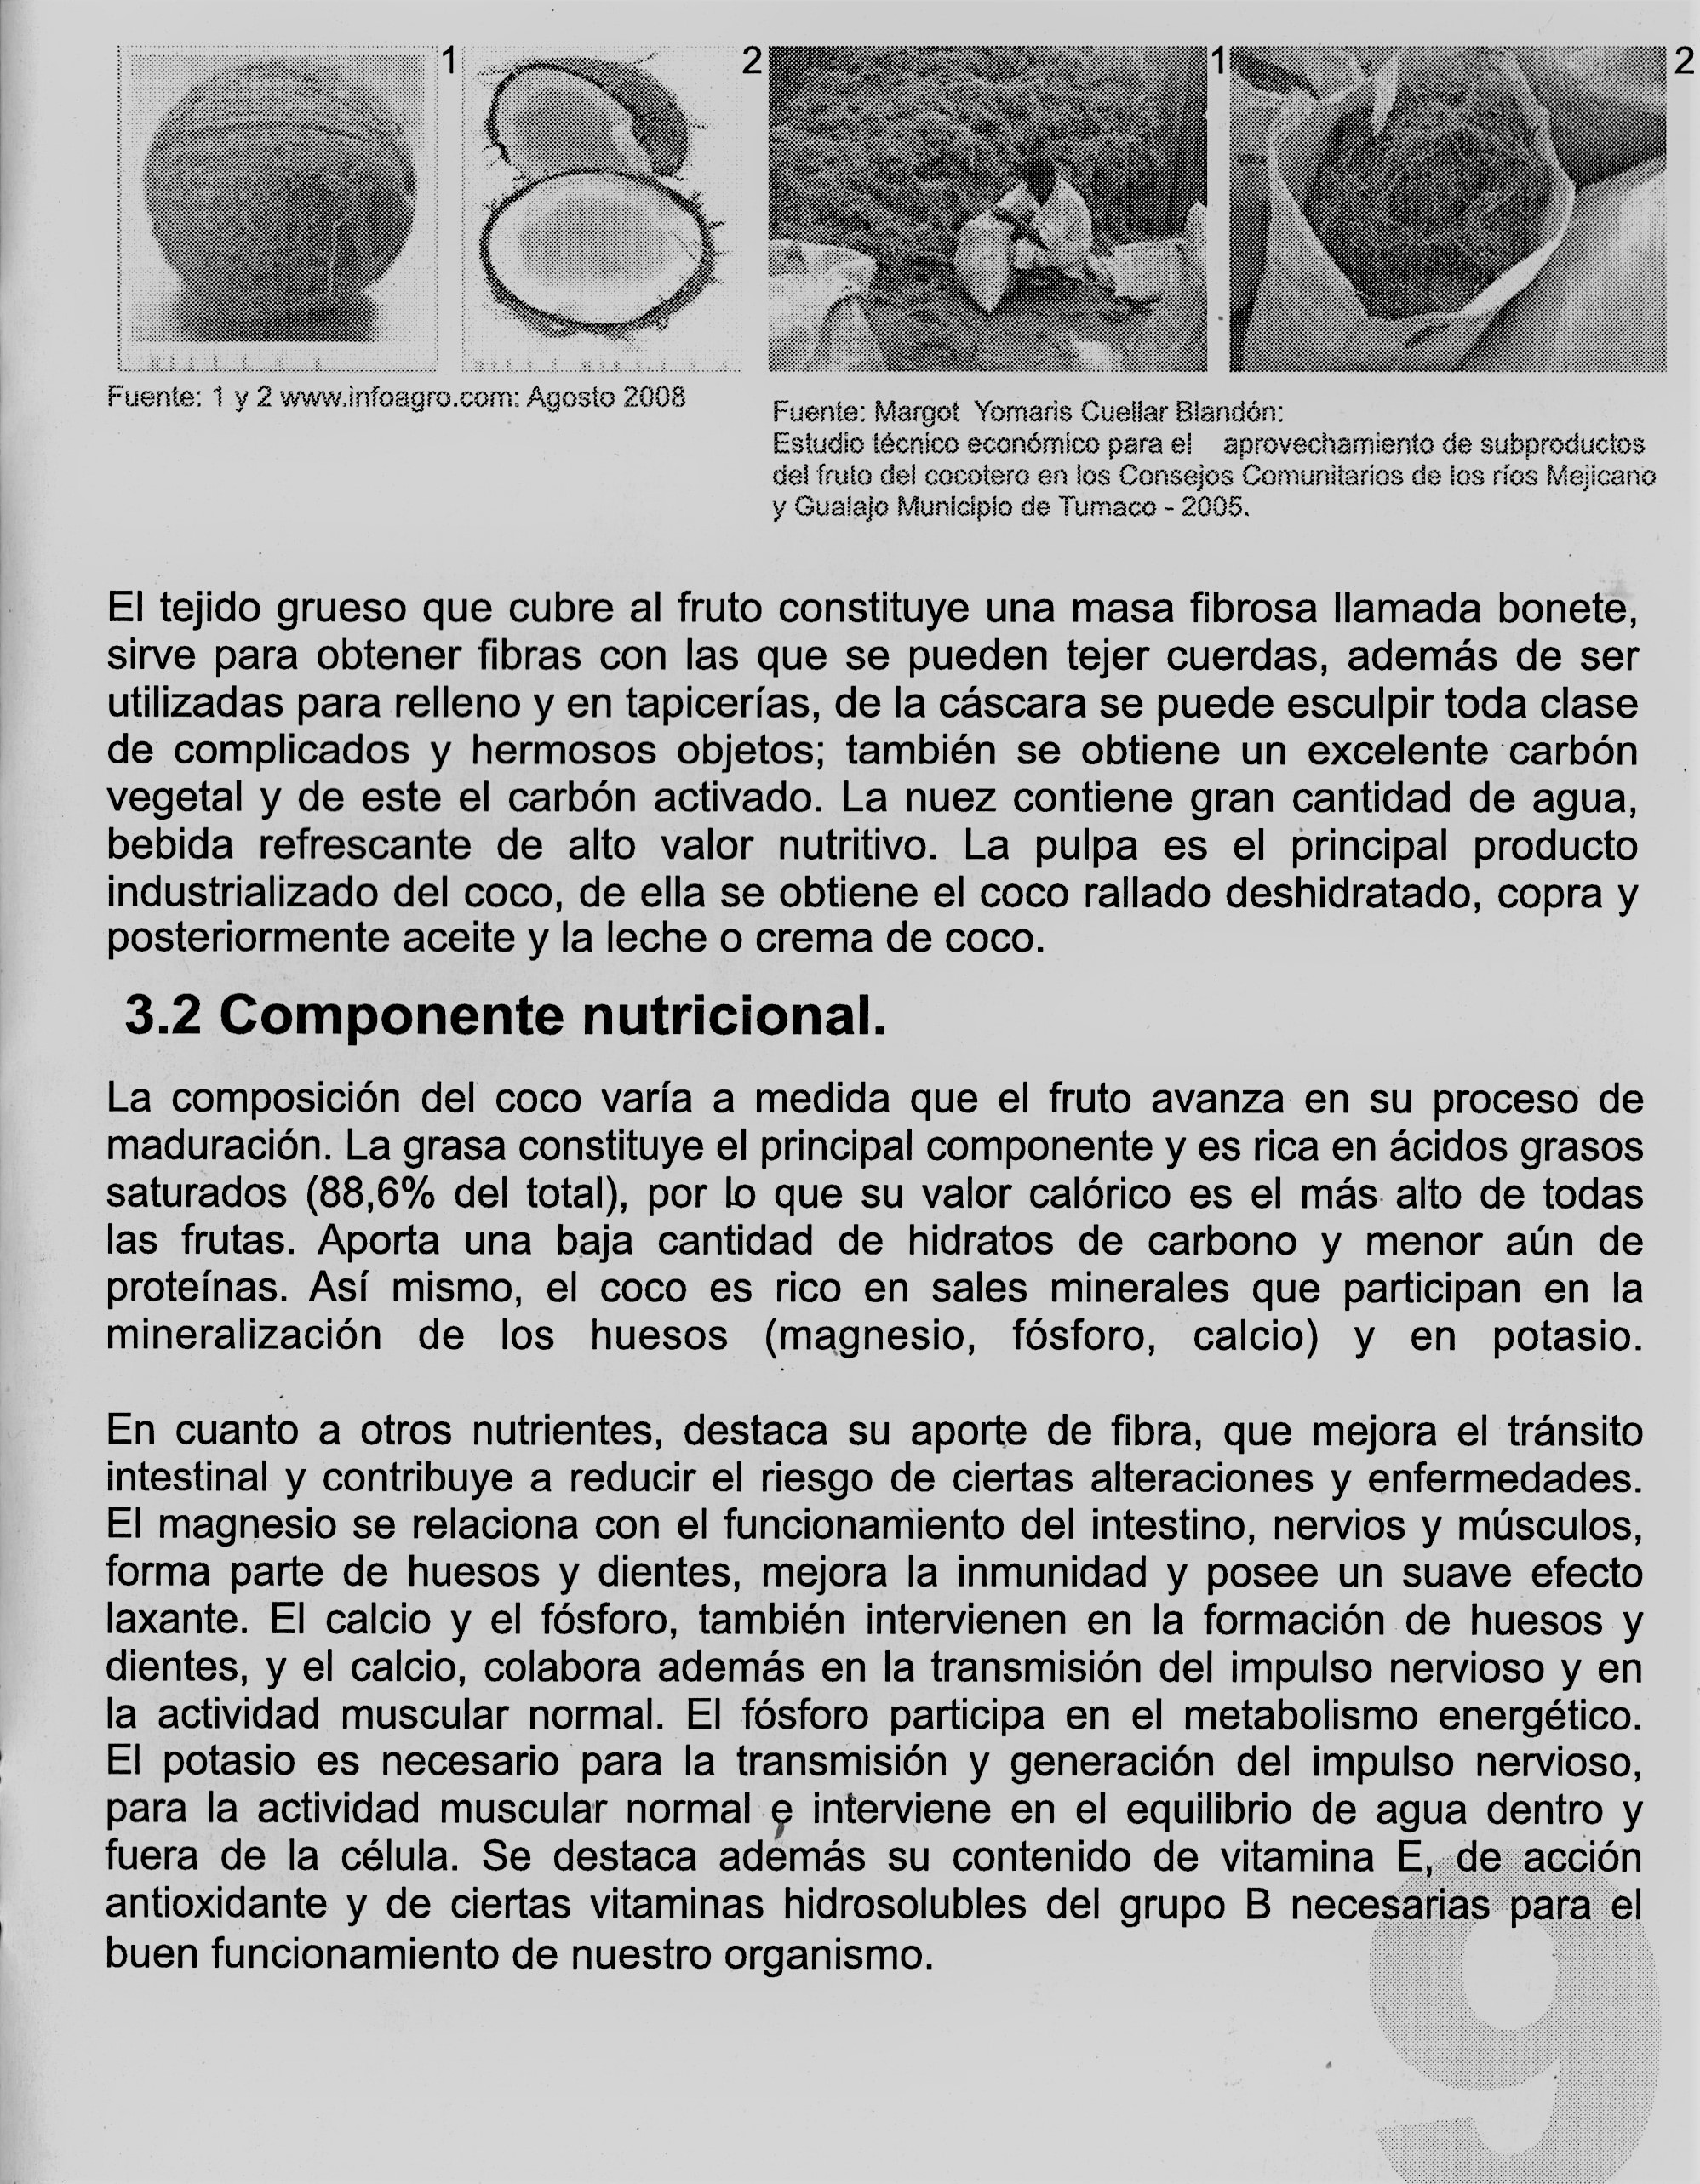 1
2
1
2
Fuente: 1 y 2 www.infoagro.com: Agosto 2008
Fuente: Margot Yomaris Cuellar Blandón:
Estudio técnico económico para el aprovechamiento de subproductos
del fruto del cocotero en los Consejos Comunitarios de los ríos Mejicano
y Gualajo Municipio de Tumaco - 2005.
El tejido grueso que cubre al fruto constituye una masa fibrosa llamada bonete,
sirve para obtener fibras con las que se pueden tejer cuerdas, además de ser
utilizadas para relleno y en tapicerías, de la cáscara se puede esculpir toda clase
de complicados y hermosos objetos; también se obtiene un excelente carbón
vegetal y de este el carbón activado. La nuez contiene gran cantidad de agua,
bebida refrescante de alto valor nutritivo. La pulpa es el principal producto
industrializado del coco, de ella se obtiene el coco rallado deshidratado, copra y
posteriormente aceite y la leche o crema de coco.
3.2 Componente nutricional.
La composición del coco varía a medida que el fruto avanza en su proceso de
maduración. La grasa constituye el principal componente y es rica en ácidos grasos
saturados (88,6% del total), por lo que su valor calórico es el más alto de todas
las frutas. Aporta una baja cantidad de hidratos de carbono y menor aún de
proteínas. Así mismo, el coco es rico en sales minerales que participan en la
mineralización de los huesos (magnesio, fósforo, calcio) y en potasio.
En cuanto a otros nutrientes, destaca su aporte de fibra, que mejora el tránsito
intestinal y contribuye a reducir el riesgo de ciertas alteraciones y enfermedades.
El magnesio se relaciona con el funcionamiento del intestino, nervios y músculos,
forma parte de huesos y dientes, mejora la inmunidad y posee un suave efecto
laxante. El calcio y el fósforo, también intervienen en la formación de huesos y
dientes, y el calcio, colabora además en la transmisión del impulso nervioso y en
la actividad muscular normal. El fósforo participa en el metabolismo energético.
El potasio es necesario para la transmisión y generación del impulso nervioso,
para la actividad muscular normal e interviene en el equilibrio de agua dentro y
fuera de la célula. Se destaca además su contenido de vitamina E, de acción
antioxidante y de ciertas vitaminas hidrosolubles del grupo B necesarias para el
buen funcionamiento de nuestro organismo.
9